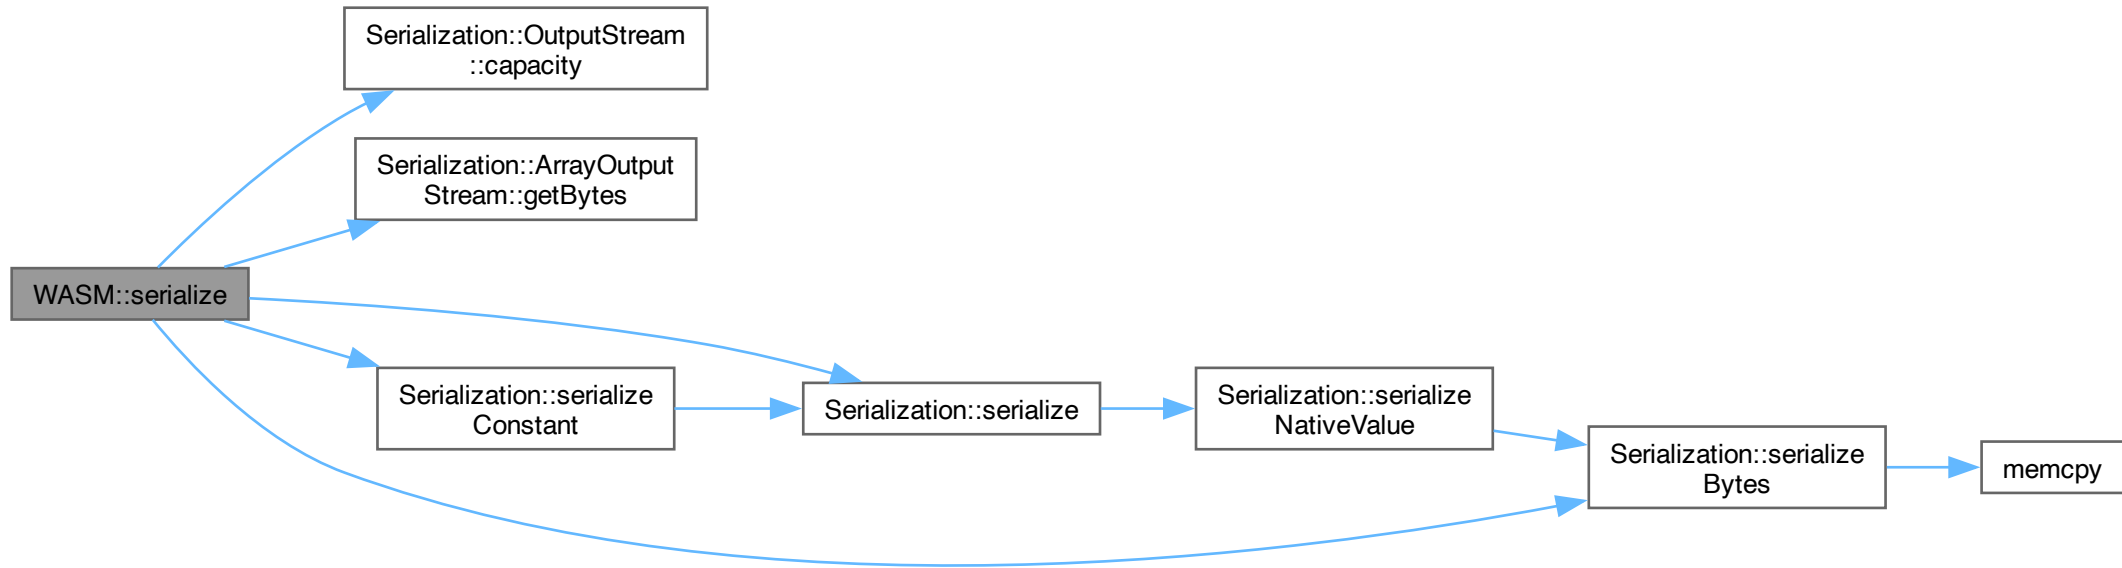 Serialization::OutputStream
::capacity
Serialization::ArrayOutput
Stream::getBytes
WASM::serialize
Serialization::serialize
Constant
Serialization::serialize
Serialization::serialize
NativeValue
Serialization::serialize
Bytes
memcpy